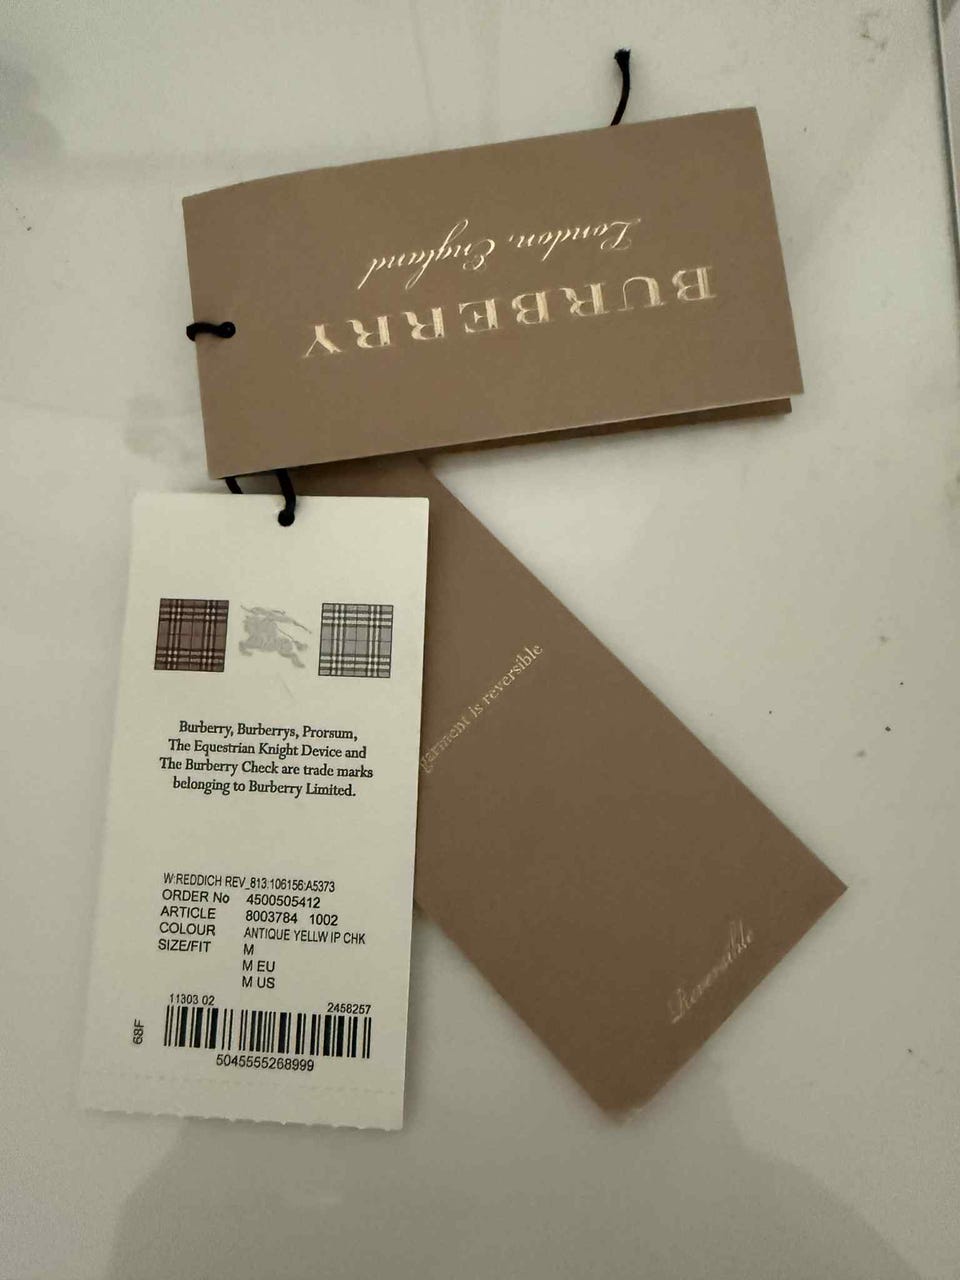 BURBERRY
London, England
garment is reversible
Reversible
Burberry, Burberrys, Prorsum,
The Equestrian Knight Device and
The Burberry Check are trade marks
belonging to Burberry Limited.
W:REDDICH REV_813:106156:A5373
ORDER No 4500505412
ARTICLE 8003784 1002
COLOUR ANTIQUE YELLW IP CHK
SIZE/FIT M
M EU
M US
11303 02 2458257
68F
5045555268999